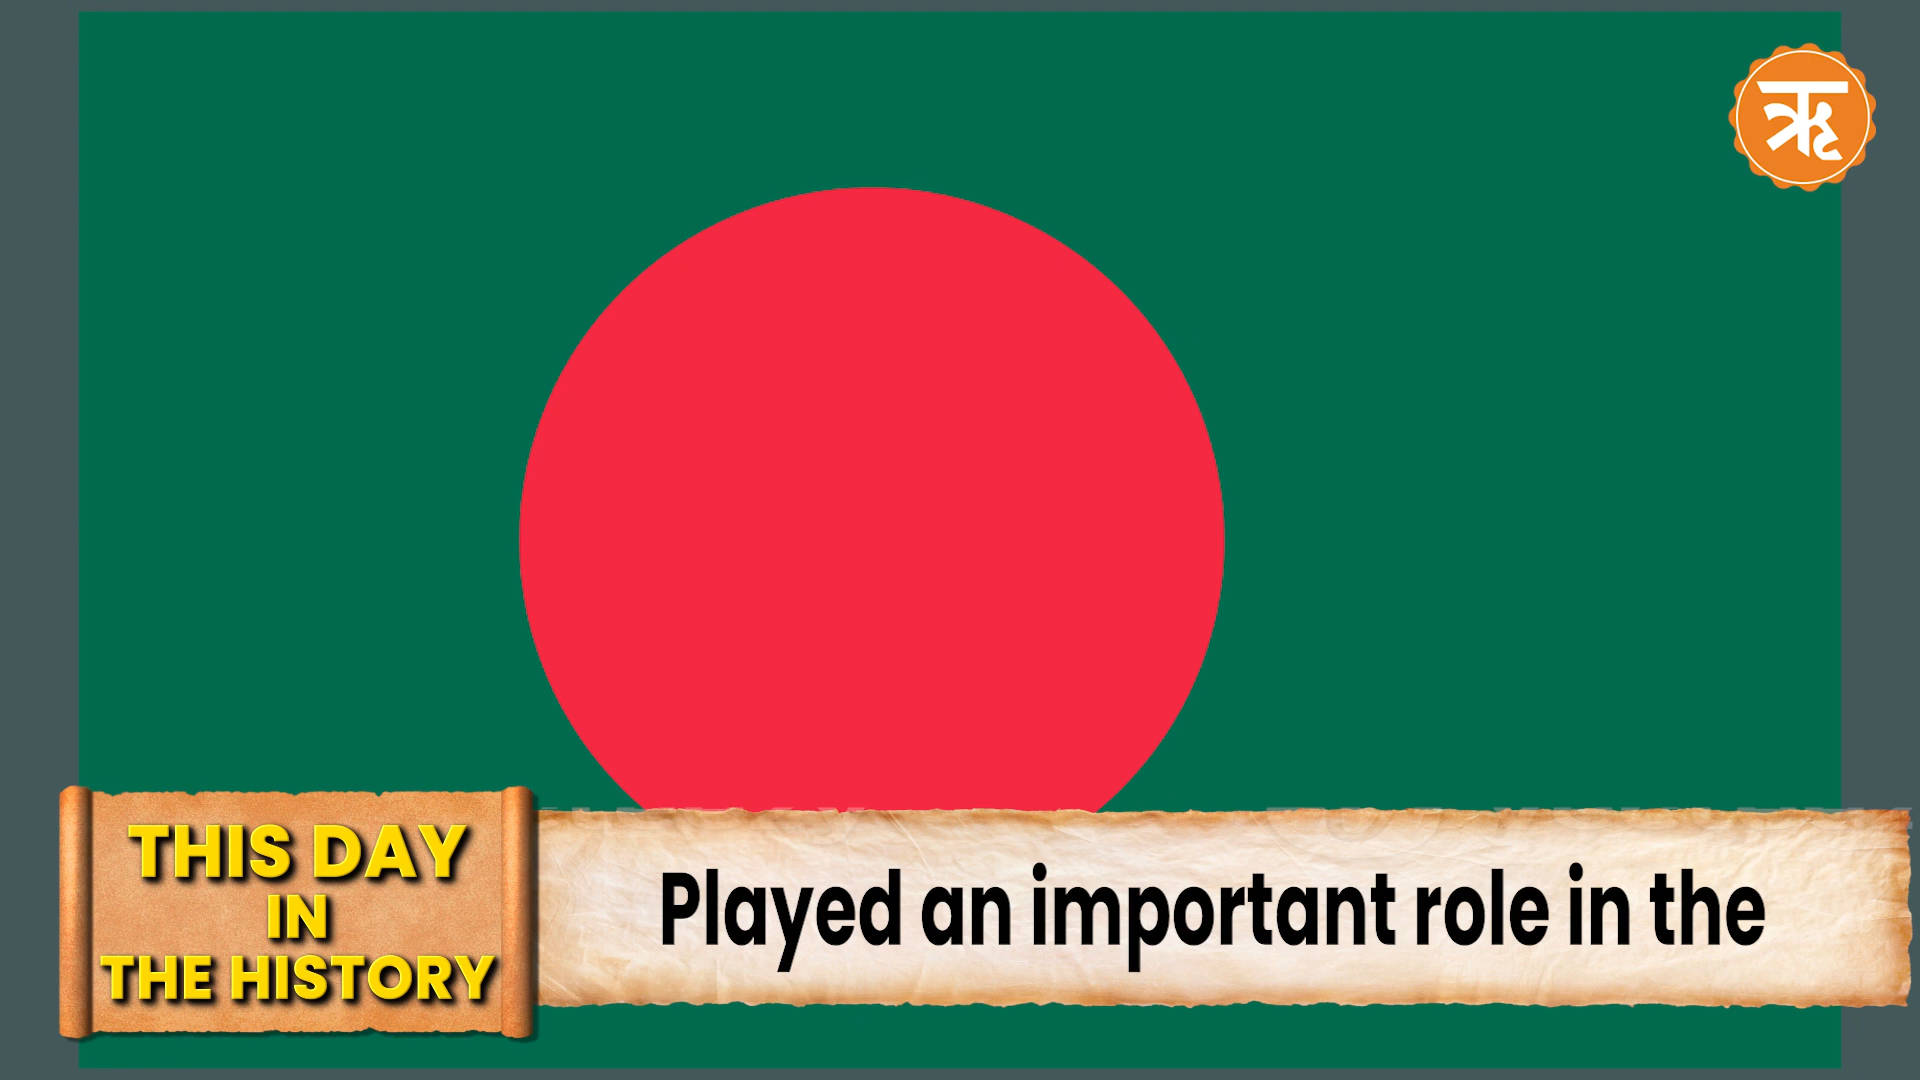 ऋ
THIS DAY
IN
THE HISTORY
Played an important role in the